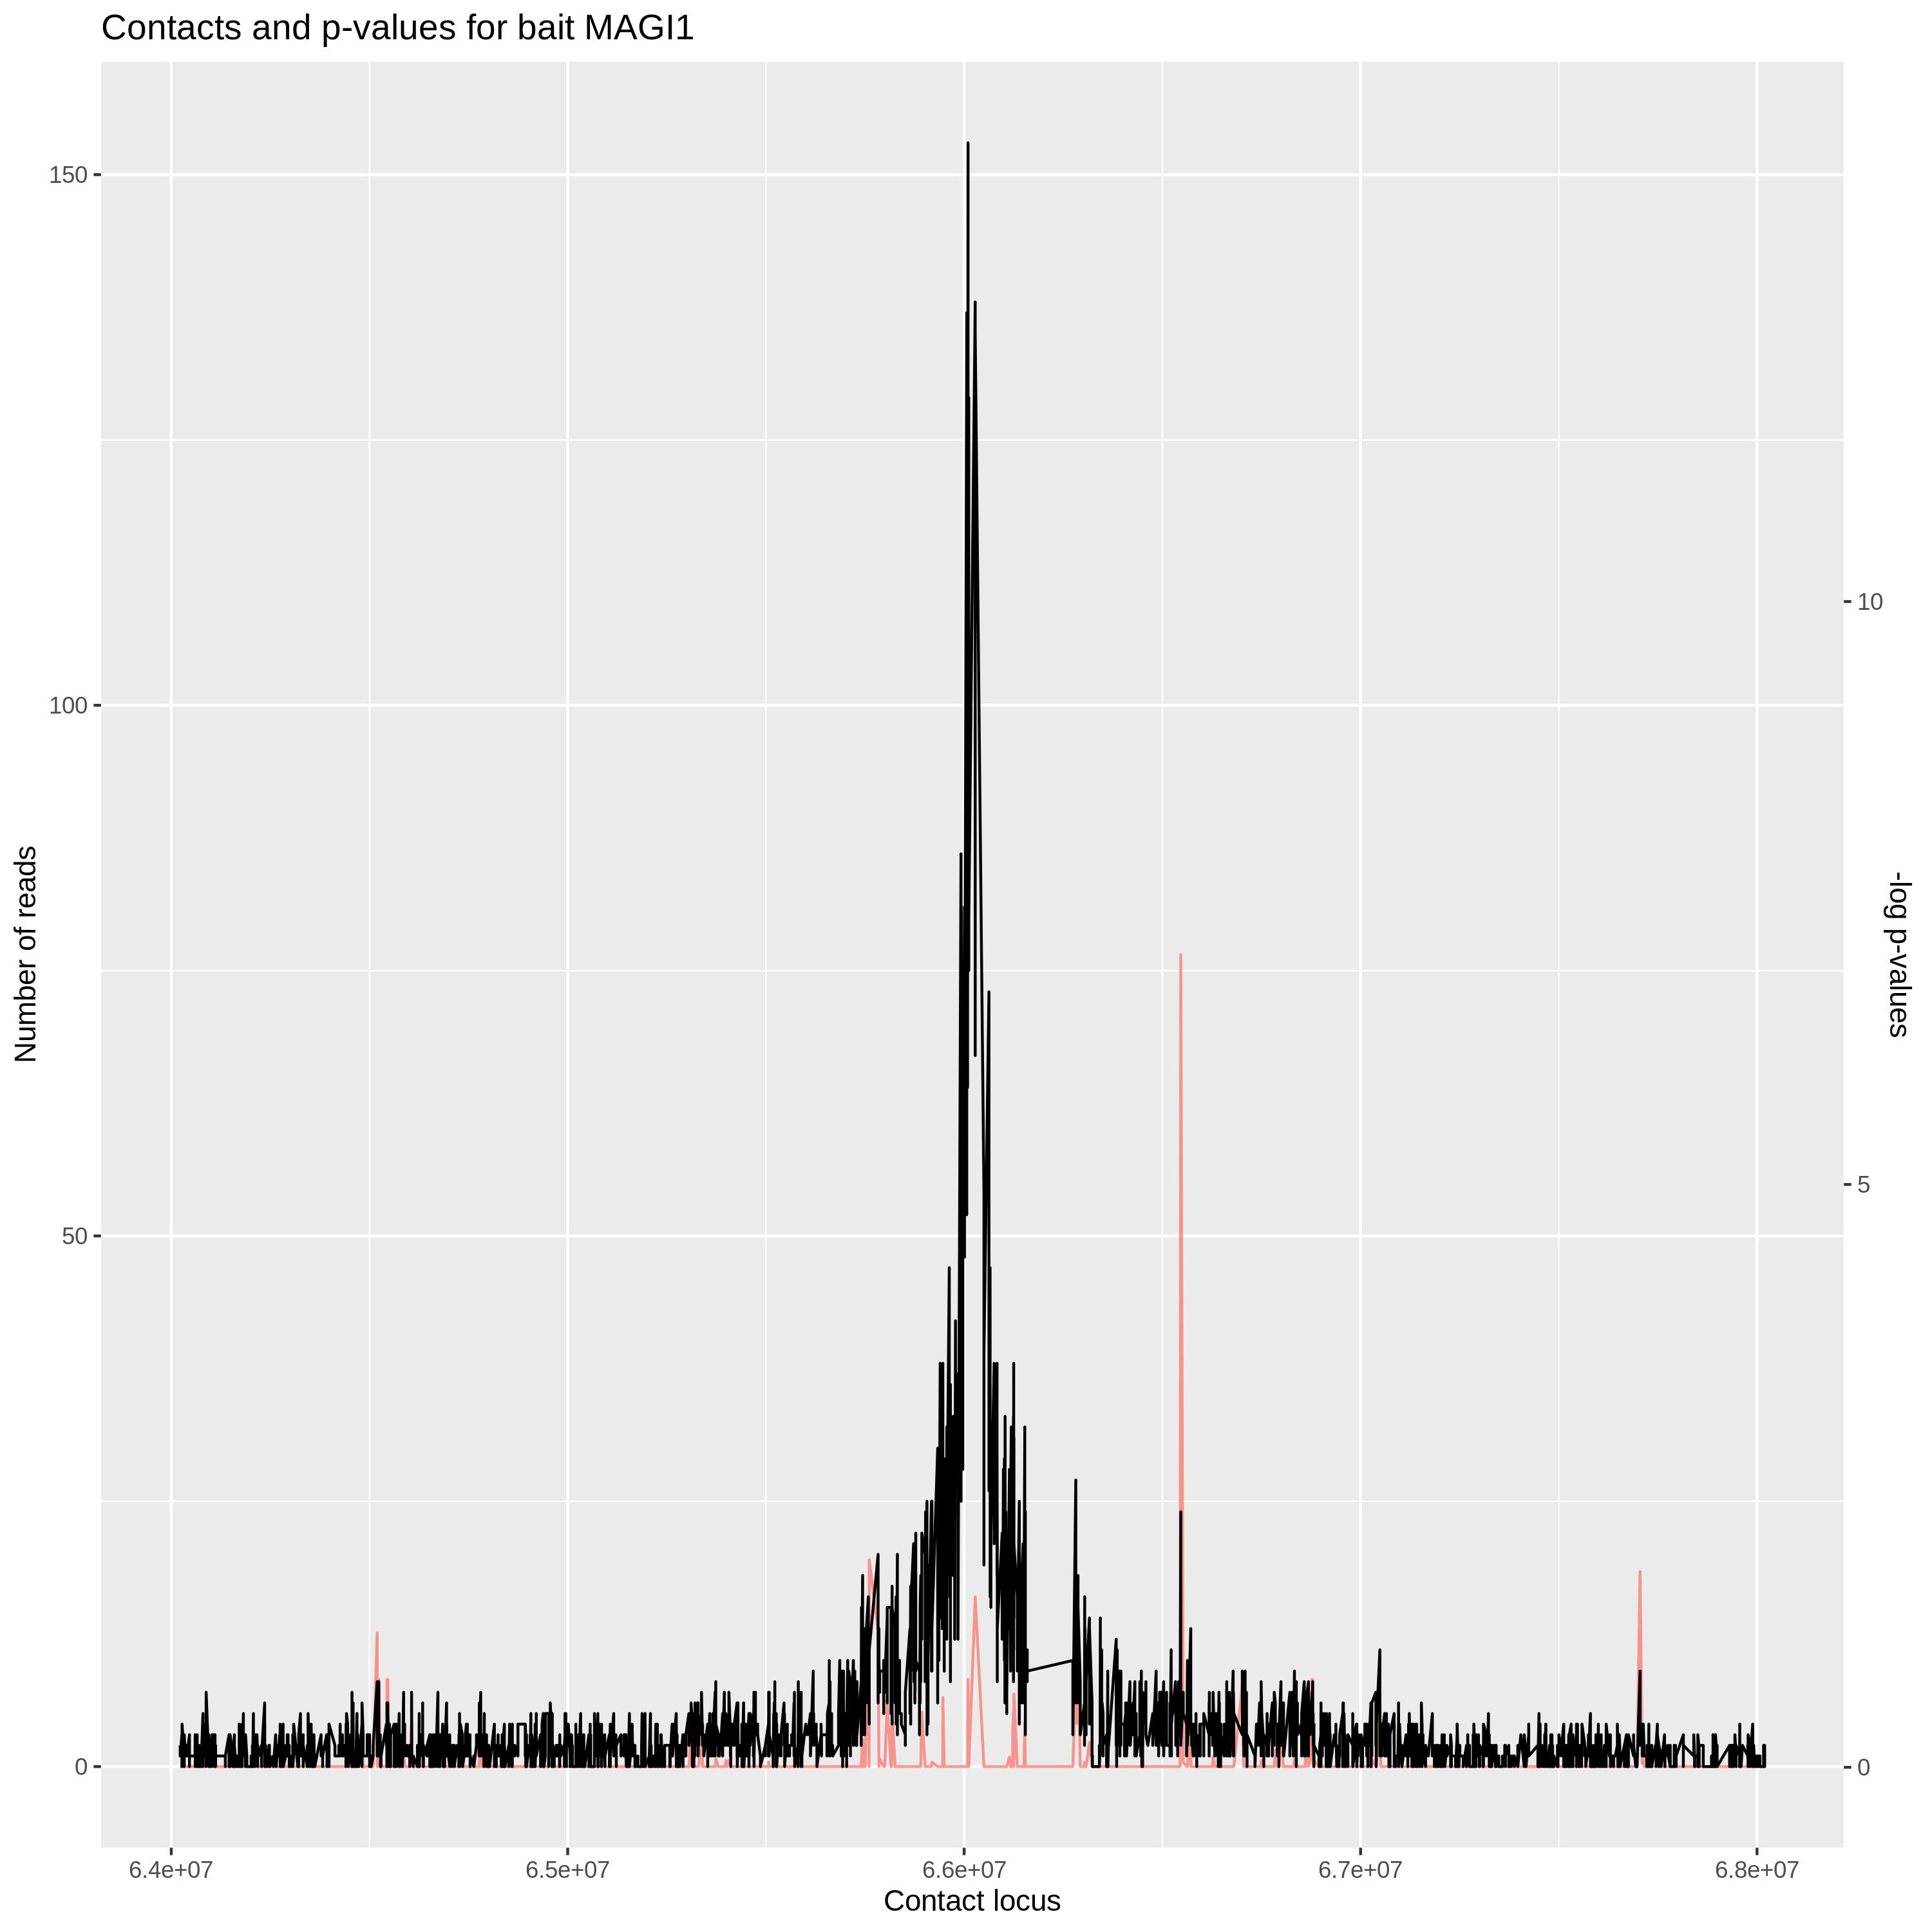 Contacts and p-values for bait MAGI1
150
100
50
0
Number of reads
10
5
0
-log p-values
6.4e+07
6.5e+07
6.6e+07
6.7e+07
6.8e+07
Contact locus